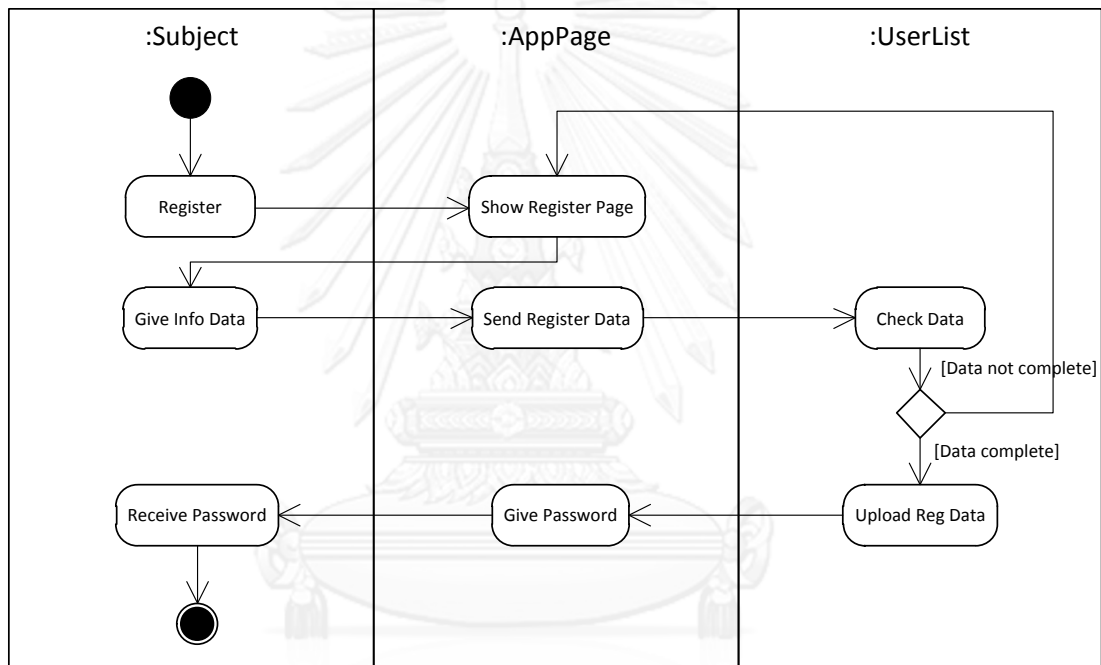 :Subject
:AppPage
:UserList
Register
Show Register Page
Give Info Data
Send Register Data
Check Data
[Data not complete]
[Data complete]
Receive Password
Give Password
Upload Reg Data